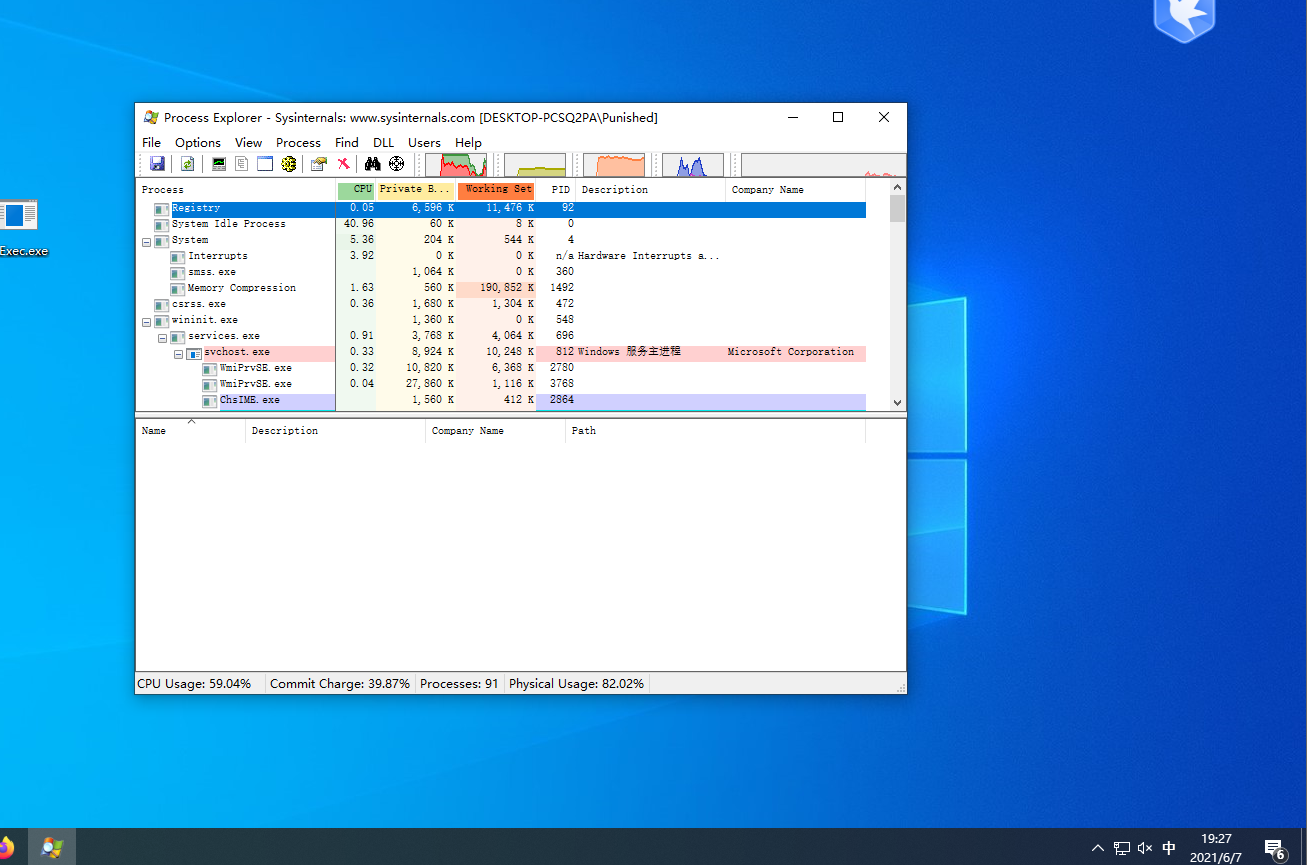 Exec.exe
Process Explorer - Sysinternals: www.sysinternals.com [DESKTOP-PCSQ2PA\Punished]
File Options View Process Find DLL Users Help
Process CPU Private B... Working Set PID Description Company Name
Registry 0.05 6,596 K 11,476 K 92
System Idle Process 40.96 60 K 8 K 0
System 5.36 204 K 544 K 4
Interrupts 3.92 0 K 0 K n/a Hardware Interrupts a...
smss.exe 1,064 K 0 K 360
Memory Compression 1.63 560 K 190,852 K 1492
csrss.exe 0.36 1,680 K 1,304 K 472
wininit.exe 1,360 K 0 K 548
services.exe 0.91 3,768 K 4,064 K 696
svchost.exe 0.33 8,924 K 10,248 K 812 Windows 服务主进程 Microsoft Corporation
WmiPrvSE.exe 0.32 10,820 K 6,368 K 2780
WmiPrvSE.exe 0.04 27,860 K 1,116 K 3768
ChsIME.exe 1,560 K 412 K 2864
Name Description Company Name Path
CPU Usage: 59.04% Commit Charge: 39.87% Processes: 91 Physical Usage: 82.02%
中
19:27
2021/6/7
6